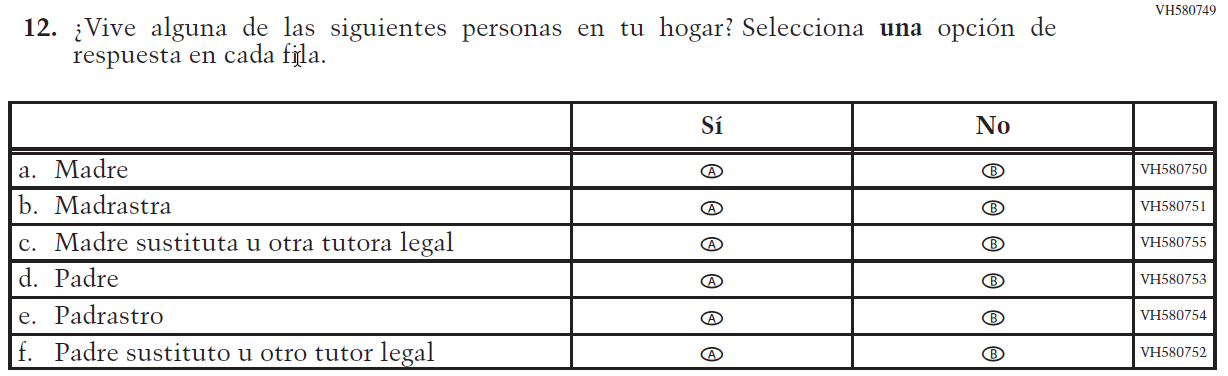 VH580749
12. ¿Vive alguna de las siguientes personas en tu hogar? Selecciona una opción de
respuesta en cada fila.
Sí No
a. Madre A B VH580750
b. Madrastra A B VH580751
c. Madre sustituta u otra tutora legal A B VH580755
d. Padre A B VH580753
e. Padrastro A B VH580754
f. Padre sustituto u otro tutor legal A B VH580752